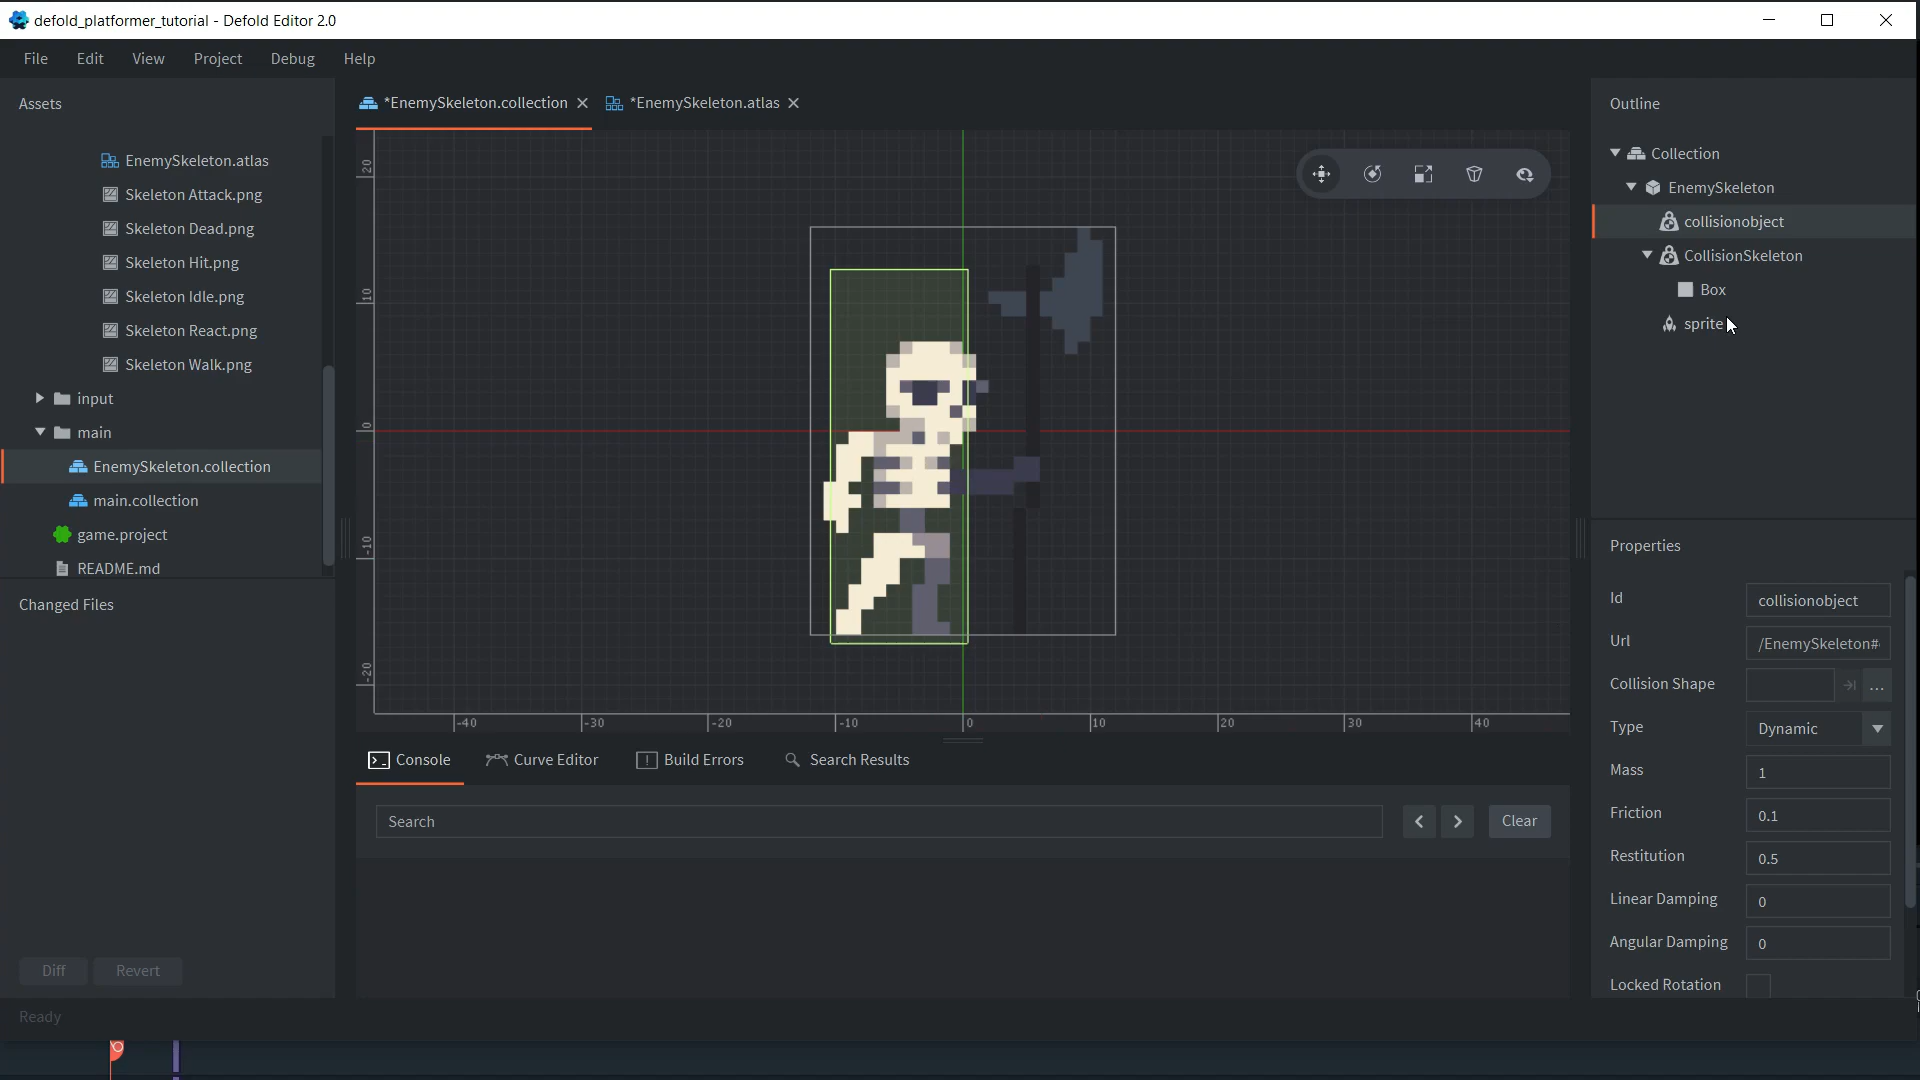 defold_platformer_tutorial - Defold Editor 2.0
File Edit View Project Debug Help
Assets
EnemySkeleton.atlas
Skeleton Attack.png
Skeleton Dead.png
Skeleton Hit.png
Skeleton Idle.png
Skeleton React.png
Skeleton Walk.png
input
main
EnemySkeleton.collection
main.collection
game.project
README.md
Changed Files
Diff Revert
Ready
*EnemySkeleton.collection *EnemySkeleton.atlas
20
10
0
-10
-20
-40 -30 -20 -10 0 10 20 30 40
Console Curve Editor Build Errors Search Results
Search Clear
Outline
Collection
EnemySkeleton
collisionobject
CollisionSkeleton
Box
sprite
Properties
Id collisionobject
Url /EnemySkeleton#
Collision Shape ...
Type Dynamic
Mass 1
Friction 0.1
Restitution 0.5
Linear Damping 0
Angular Damping 0
Locked Rotation